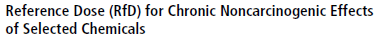 Reference Dose (RfD) for Chronic Noncarcinogenic Effects
of Selected Chemicals